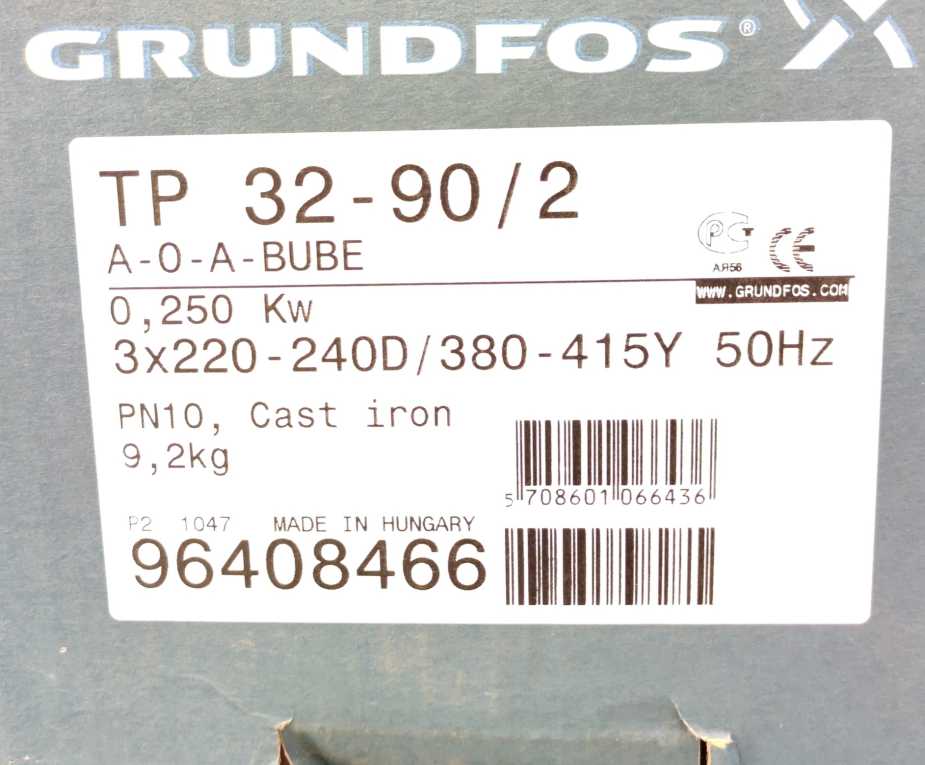 GRUNDFOS®
TP 32-90/2
A-O-A-BUBE
АЯ56
WWW.GRUNDFOS.COM
0,250 Kw
3x220-240D/380-415Y 50Hz
PN10, Cast iron
9,2kg
5 708601 066436
P2 1047 MADE IN HUNGARY
96408466